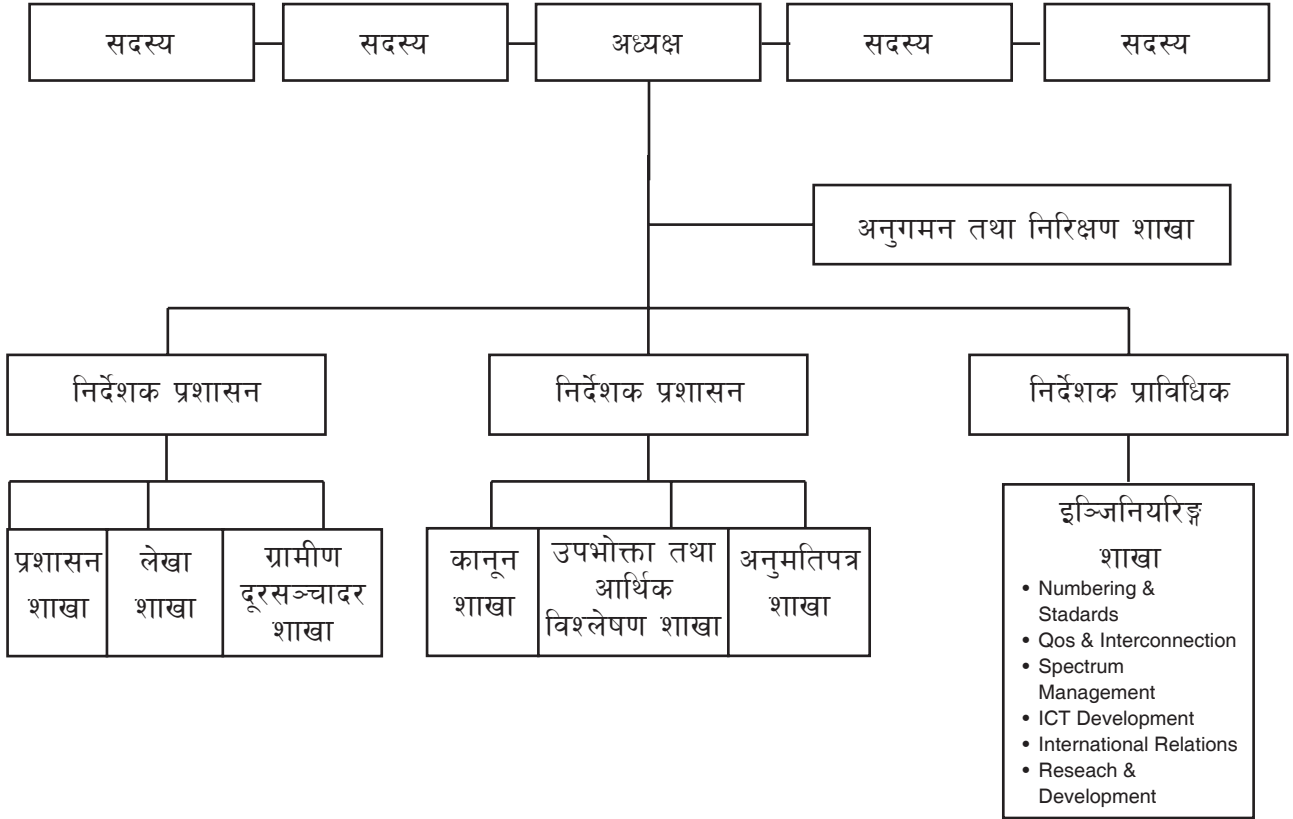 सदस्य
सदस्य
अध्यक्ष
सदस्य
सदस्य
अनुगमन तथा निरिक्षण शाखा
निर्देशक प्रशासन
निर्देशक प्रशासन
निर्देशक प्राविधिक
प्रशासन
शाखा
लेखा
शाखा
ग्रामीण
दूरसञ्चादर
शाखा
कानून
शाखा
उपभोक्ता तथा
आर्थिक
विश्लेषण शाखा
अनुमतिपत्र
शाखा
इञ्जिनियरिङ्ग
शाखा
• Numbering &
Stadards
• Qos & Interconnection
• Spectrum
Management
• ICT Development
• International Relations
• Reseach &
Development